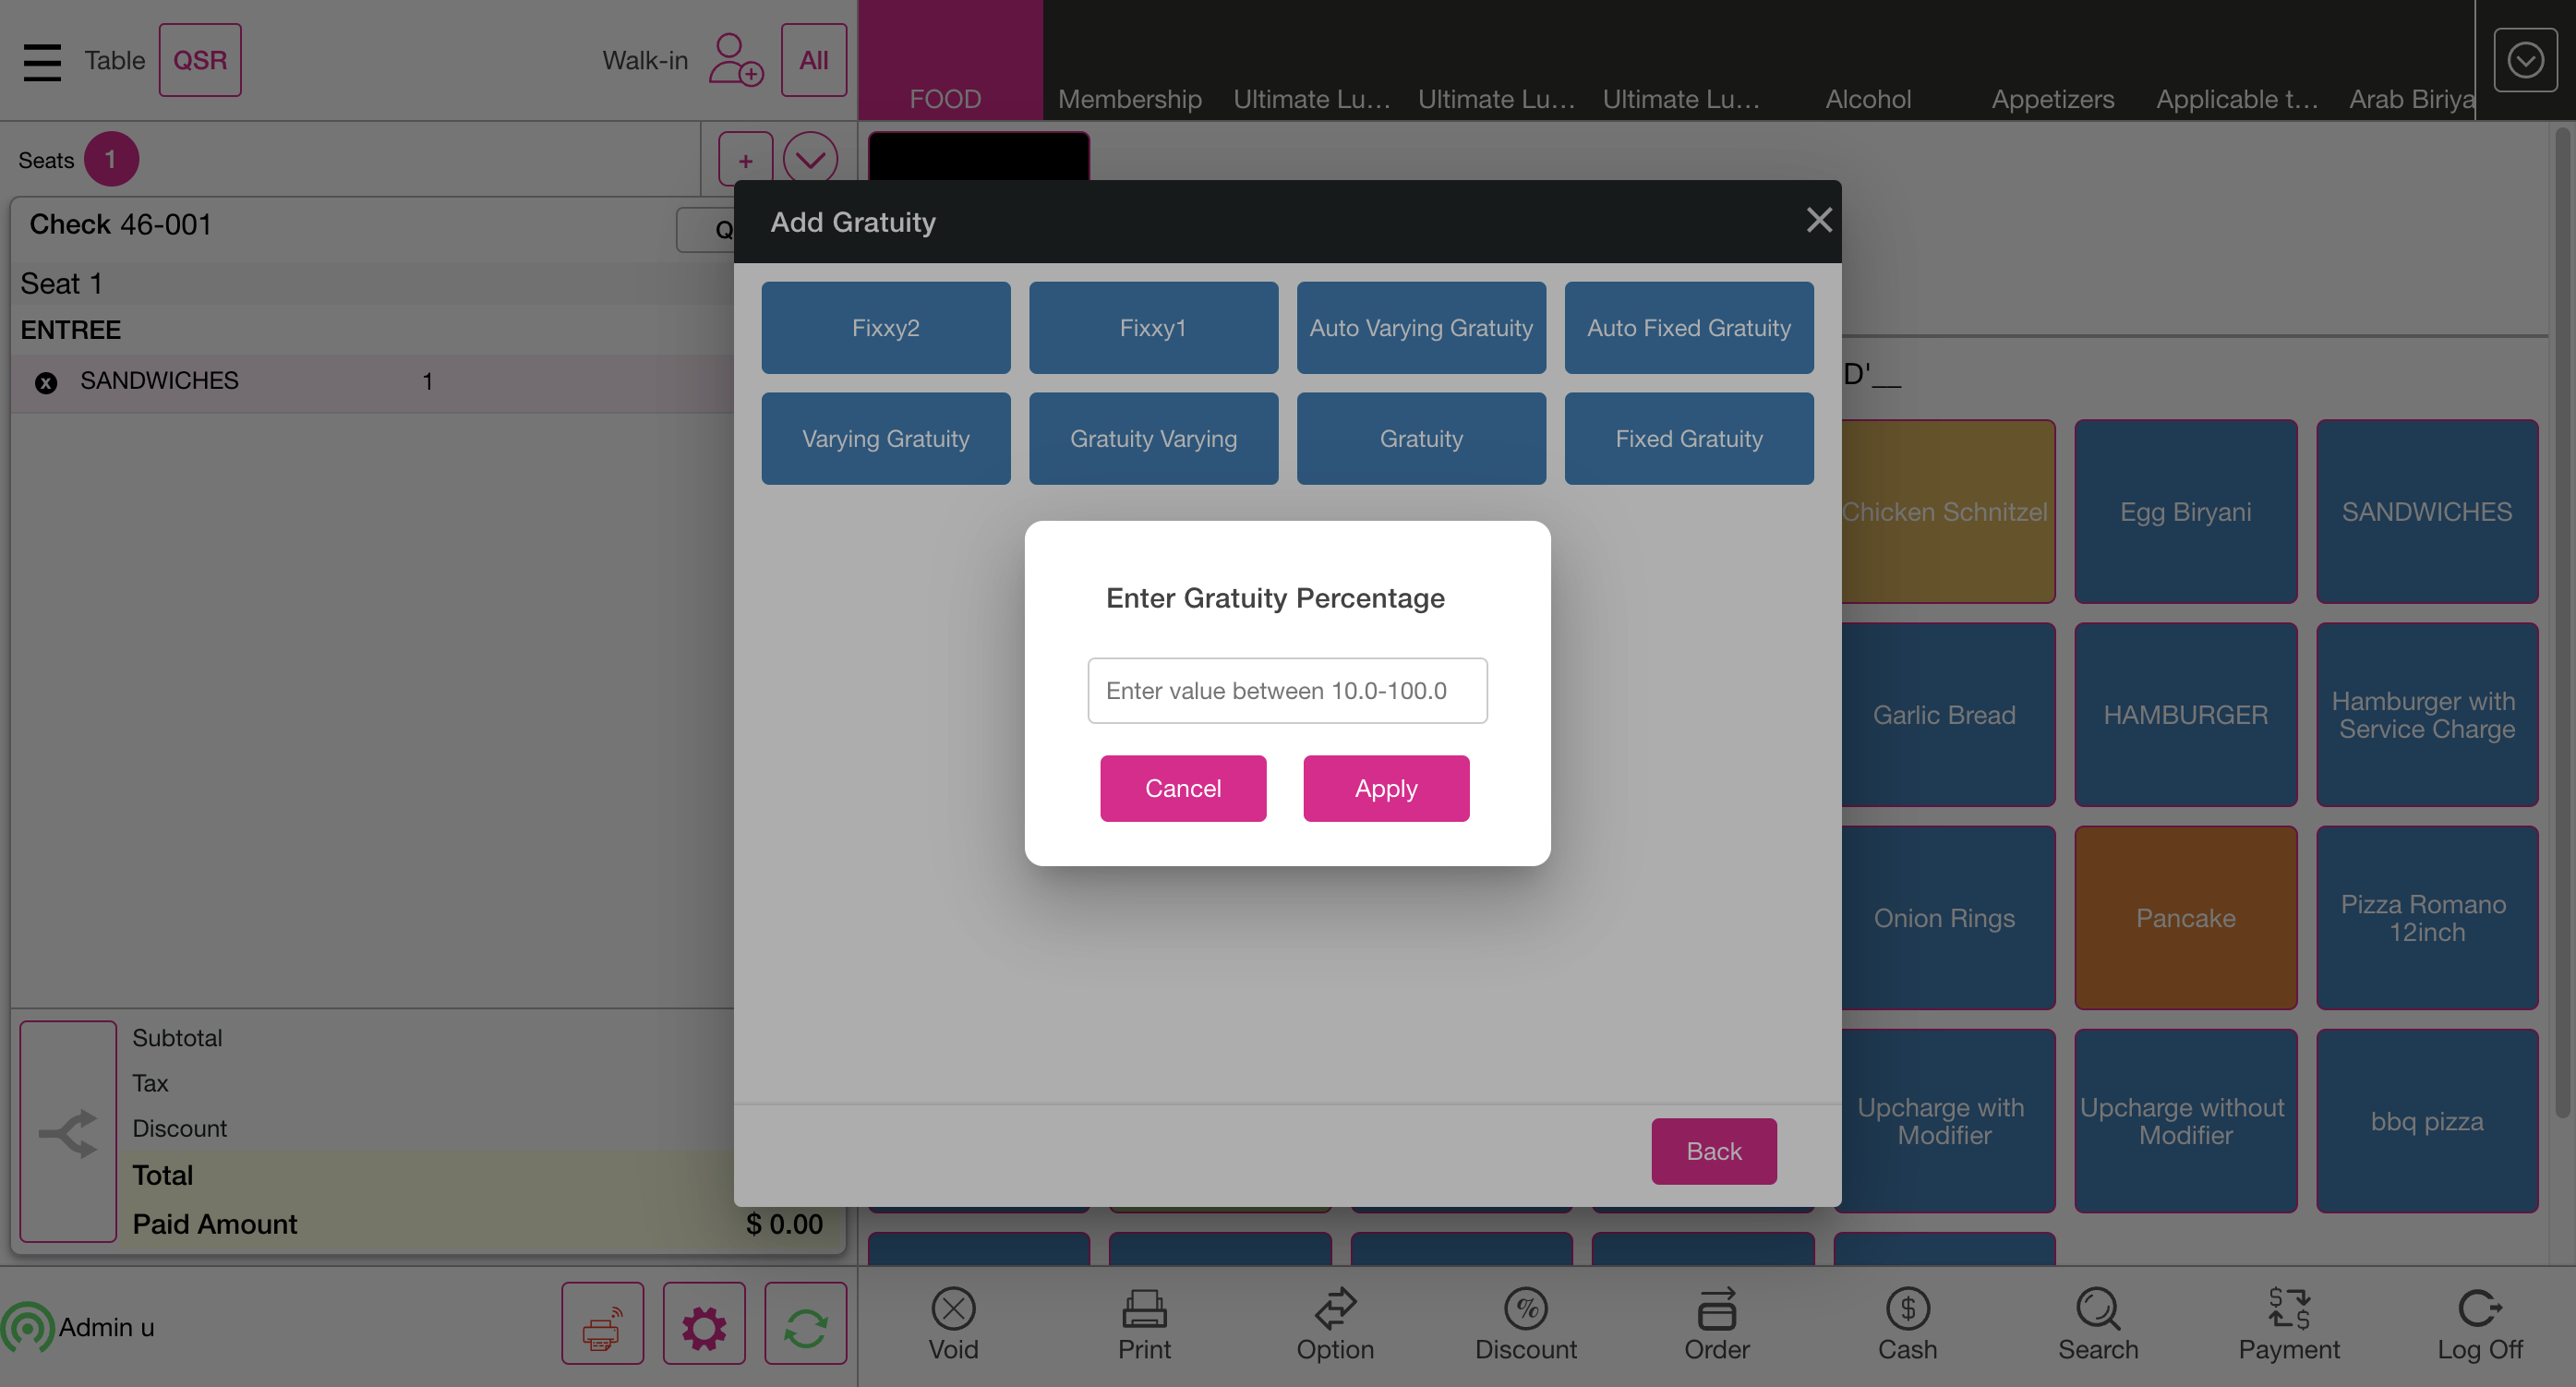 Table
QSR
Walk-in
All
FOOD
Membership
Ultimate Lu...
Ultimate Lu...
Ultimate Lu...
Alcohol
Appetizers
Applicable t...
Arab Biriya
Seats
1
+
Check 46-001
Q
Seat 1
ENTREE
x SANDWICHES 1
Add Gratuity
Fixxy2
Fixxy1
Auto Varying Gratuity
Auto Fixed Gratuity
Varying Gratuity
Gratuity Varying
Gratuity
Fixed Gratuity
Enter Gratuity Percentage
Enter value between 10.0-100.0
Cancel
Apply
Back
D'__
Chicken Schnitzel
Egg Biryani
SANDWICHES
Garlic Bread
HAMBURGER
Hamburger with
Service Charge
Onion Rings
Pancake
Pizza Romano
12inch
Upcharge with
Modifier
Upcharge without
Modifier
bbq pizza
Subtotal
Tax
Discount
Total
Paid Amount $ 0.00
Admin u
Void
Print
Option
Discount
Order
Cash
Search
Payment
Log Off